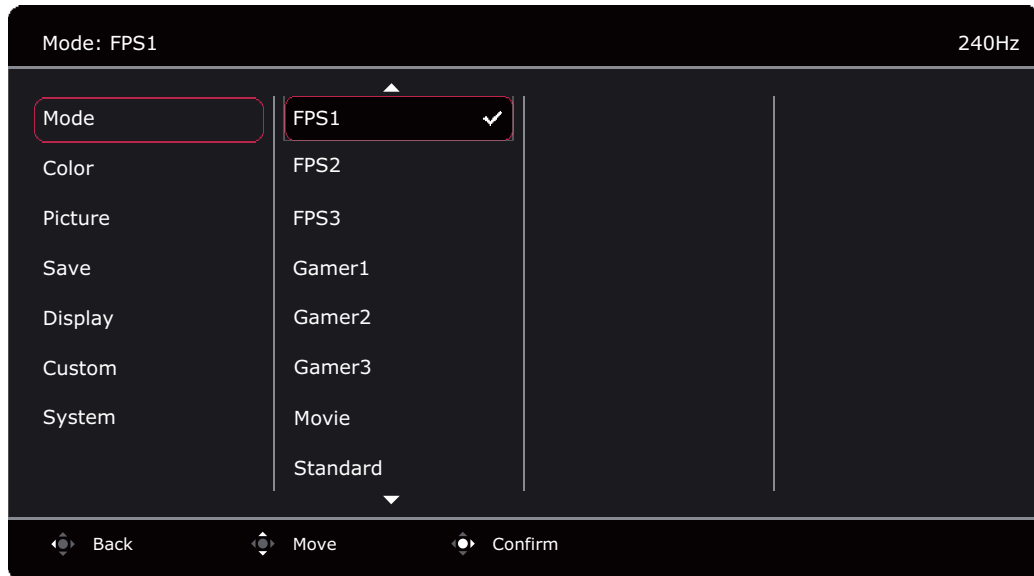 Mode: FPS1 240Hz
Mode
Color
Picture
Save
Display
Custom
System
FPS1
FPS2
FPS3
Gamer1
Gamer2
Gamer3
Movie
Standard
Back Move Confirm